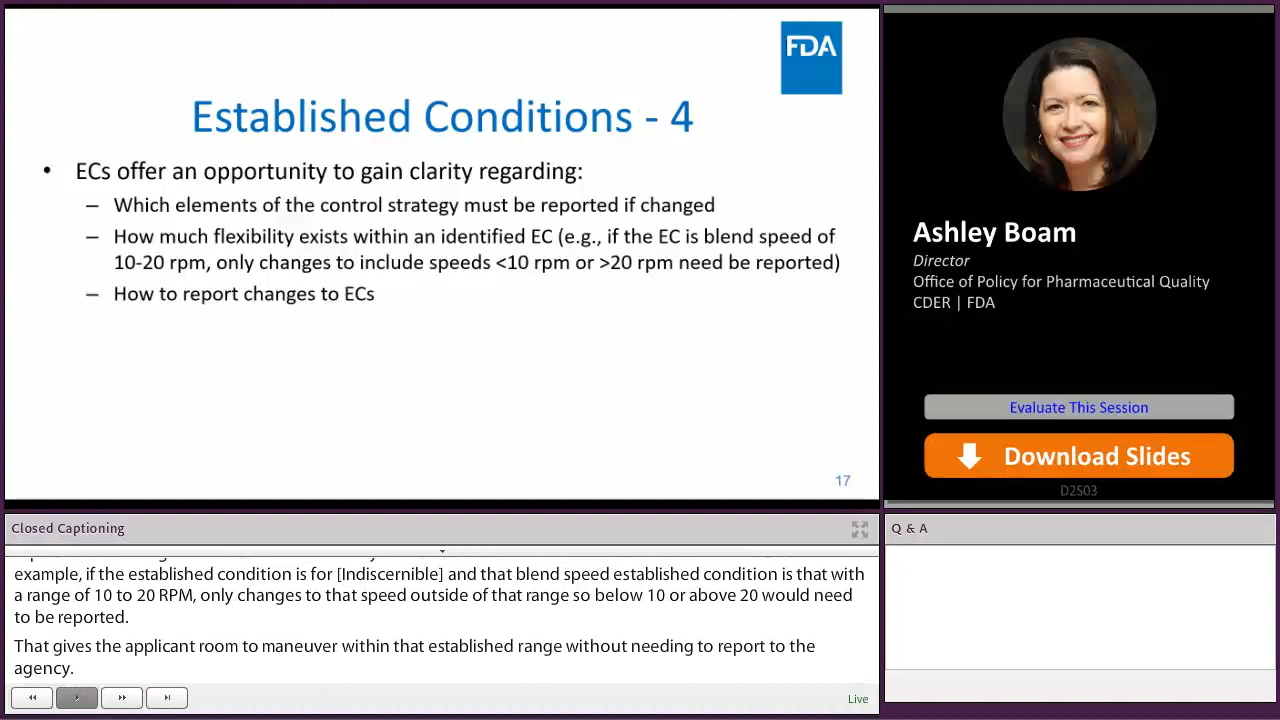 FDA
Established Conditions - 4
• ECs offer an opportunity to gain clarity regarding:
– Which elements of the control strategy must be reported if changed
– How much flexibility exists within an identified EC (e.g., if the EC is blend speed of
10-20 rpm, only changes to include speeds <10 rpm or >20 rpm need be reported)
– How to report changes to ECs
17
Ashley Boam
Director
Office of Policy for Pharmaceutical Quality
CDER | FDA
Evaluate This Session
Download Slides
D2S03
Closed Captioning
example, if the established condition is for [Indiscernible] and that blend speed established condition is that with
a range of 10 to 20 RPM, only changes to that speed outside of that range so below 10 or above 20 would need
to be reported.
That gives the applicant room to maneuver within that established range without needing to report to the
agency.
Live
Q & A